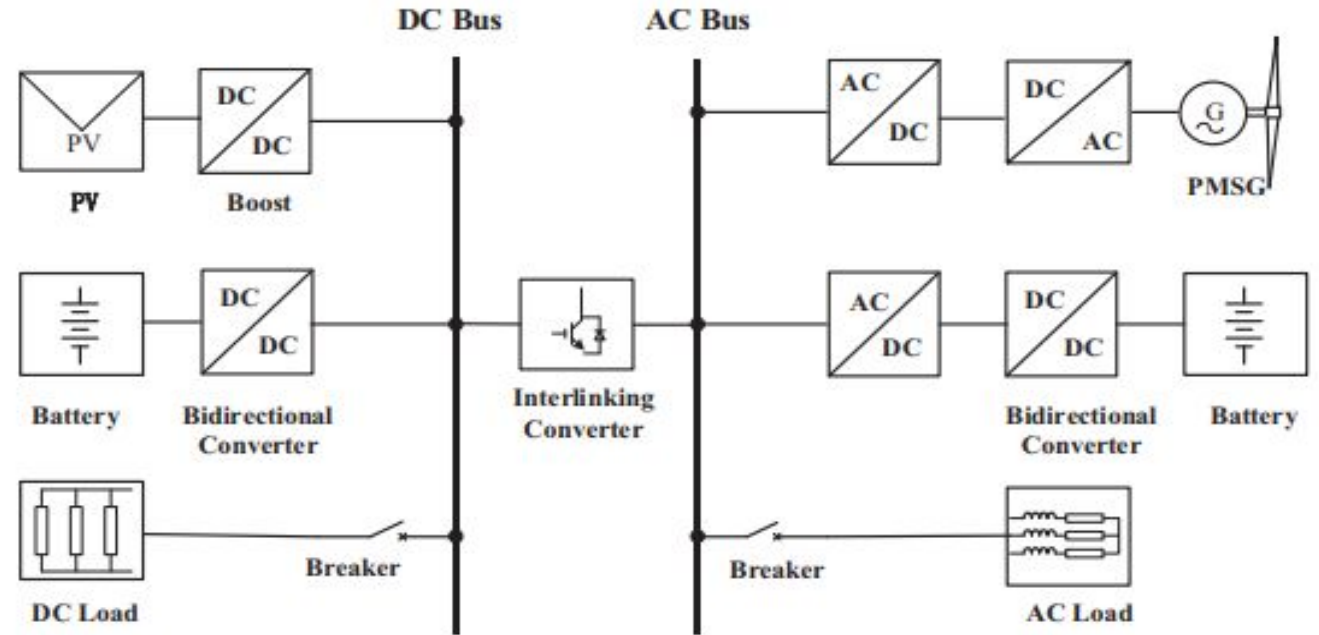 DC Bus
AC Bus
PV
PV
DC
DC
Boost
AC
DC
DC
AC
G
PMSG
Battery
DC
DC
Bidirectional
Converter
Interlinking
Converter
AC
DC
DC
DC
Bidirectional
Converter
Battery
DC Load
Breaker
Breaker
AC Load